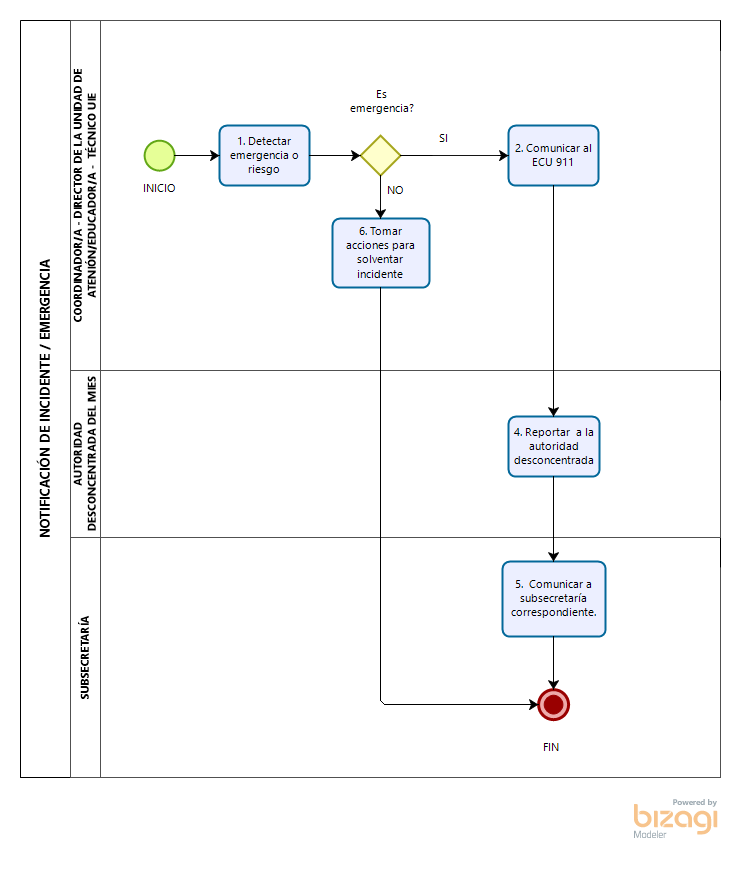 NOTIFICACIÓN DE INCIDENTE / EMERGENCIA
COORDINADOR/A - DIRECTOR DE LA UNIDAD DE
ATENIÓN/EDUCADOR/A - TÉCNICO UIE
INICIO
1. Detectar
emergencia o
riesgo
Es
emergencia?
SI
NO
2. Comunicar al
ECU 911
6. Tomar
acciones para
solventar
incidente
AUTORIDAD
DESCONCENTRADA DEL MIES
4. Reportar a la
autoridad
desconcentrada
SUBSECRETARÍA
5. Comunicar a
subsecretaría
correspondiente.
FIN
Powered by
bizagi
Modeler